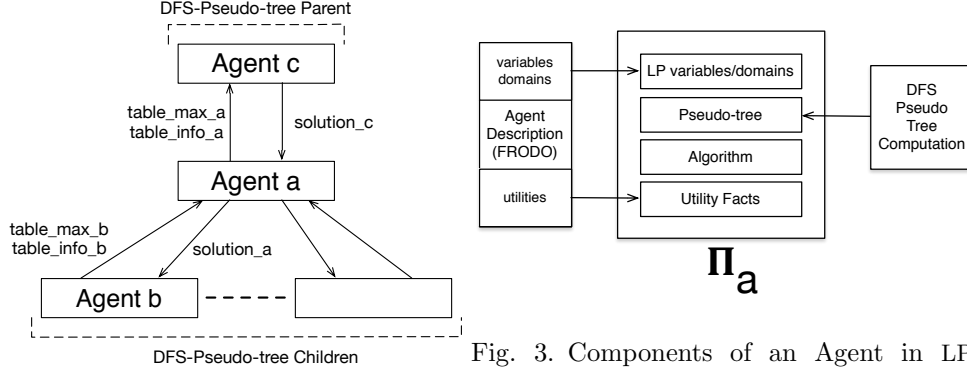 DFS-Pseudo-tree Parent
Agent c
table_max_a
table_info_a
solution_c
Agent a
table_max_b
table_info_b
solution_a
Agent b
DFS-Pseudo-tree Children
variables
domains
Agent
Description
(FRODO)
utilities
LP variables/domains
Pseudo-tree
Algorithm
Utility Facts
DFS
Pseudo
Tree
Computation
Πa
Fig. 3. Components of an Agent in LP